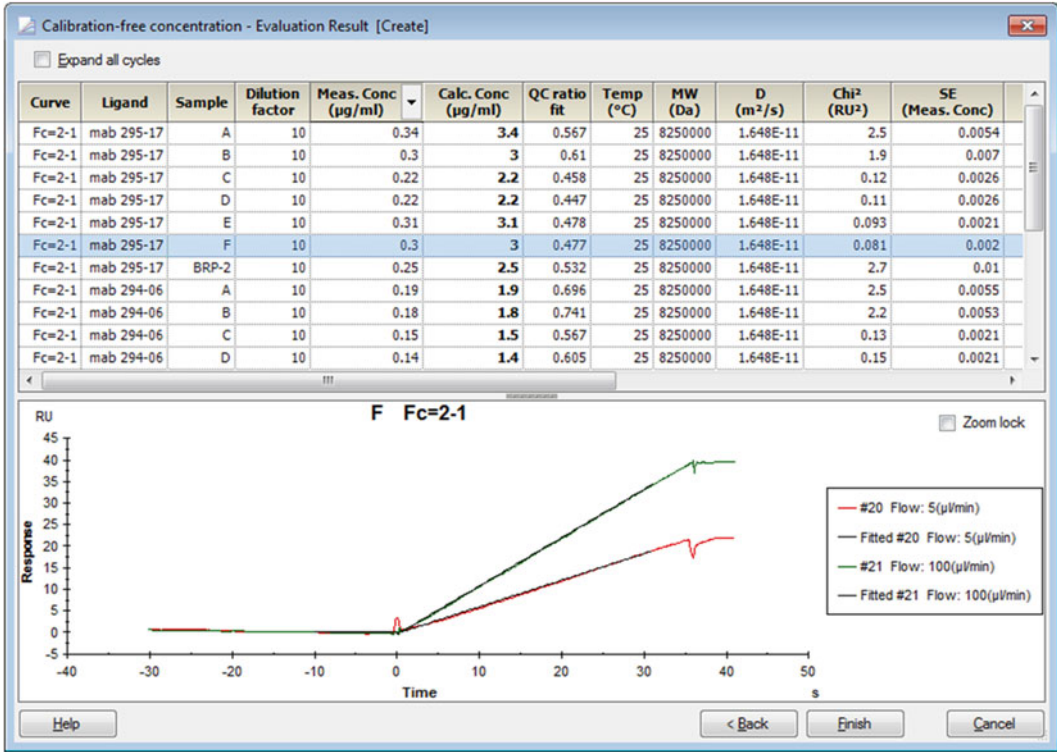 Calibration-free concentration - Evaluation Result [Create]
Expand all cycles
Curve Ligand Sample Dilution factor Meas. Conc (µg/ml) Calc. Conc (µg/ml) QC ratio fit Temp (°C) MW (Da) D (m²/s) Chi² (RU²) SE (Meas. Conc)
Fc=2-1 mab 295-17 A 10 0.34 3.4 0.567 25 8250000 1.648E-11 2.5 0.0054
Fc=2-1 mab 295-17 B 10 0.3 3 0.61 25 8250000 1.648E-11 1.9 0.007
Fc=2-1 mab 295-17 C 10 0.22 2.2 0.458 25 8250000 1.648E-11 0.12 0.0026
Fc=2-1 mab 295-17 D 10 0.22 2.2 0.447 25 8250000 1.648E-11 0.11 0.0026
Fc=2-1 mab 295-17 E 10 0.31 3.1 0.478 25 8250000 1.648E-11 0.093 0.0021
Fc=2-1 mab 295-17 F 10 0.3 3 0.477 25 8250000 1.648E-11 0.081 0.002
Fc=2-1 mab 295-17 BRP-2 10 0.25 2.5 0.532 25 8250000 1.648E-11 2.7 0.01
Fc=2-1 mab 294-06 A 10 0.19 1.9 0.696 25 8250000 1.648E-11 2.5 0.0055
Fc=2-1 mab 294-06 B 10 0.18 1.8 0.741 25 8250000 1.648E-11 2.2 0.0053
Fc=2-1 mab 294-06 C 10 0.15 1.5 0.567 25 8250000 1.648E-11 0.13 0.0021
Fc=2-1 mab 294-06 D 10 0.14 1.4 0.605 25 8250000 1.648E-11 0.15 0.0021
RU
F Fc=2-1
Zoom lock
45
40
35
30
25
20
15
10
5
0
-5
Response
#20 Flow: 5(µl/min)
Fitted #20 Flow: 5(µl/min)
#21 Flow: 100(µl/min)
Fitted #21 Flow: 100(µl/min)
-40 -30 -20 -10 0 10 20 30 40 50
Time
s
Help
< Back
Finish
Cancel